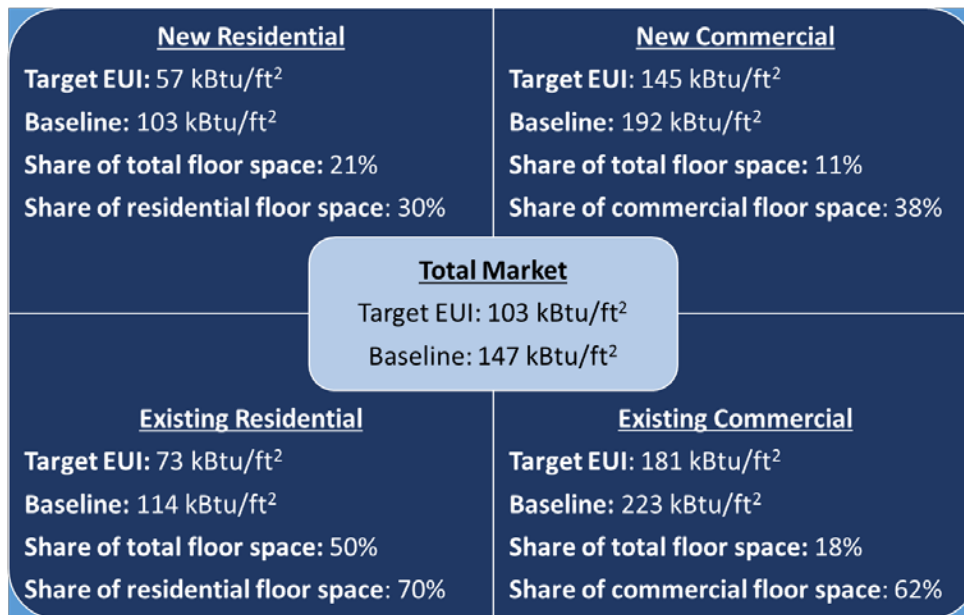 New Residential
Target EUI: 57 kBtu/ft²
Baseline: 103 kBtu/ft²
Share of total floor space: 21%
Share of residential floor space: 30%
New Commercial
Target EUI: 145 kBtu/ft²
Baseline: 192 kBtu/ft²
Share of total floor space: 11%
Share of commercial floor space: 38%
Total Market
Target EUI: 103 kBtu/ft²
Baseline: 147 kBtu/ft²
Existing Residential
Target EUI: 73 kBtu/ft²
Baseline: 114 kBtu/ft²
Share of total floor space: 50%
Share of residential floor space: 70%
Existing Commercial
Target EUI: 181 kBtu/ft²
Baseline: 223 kBtu/ft²
Share of total floor space: 18%
Share of commercial floor space: 62%